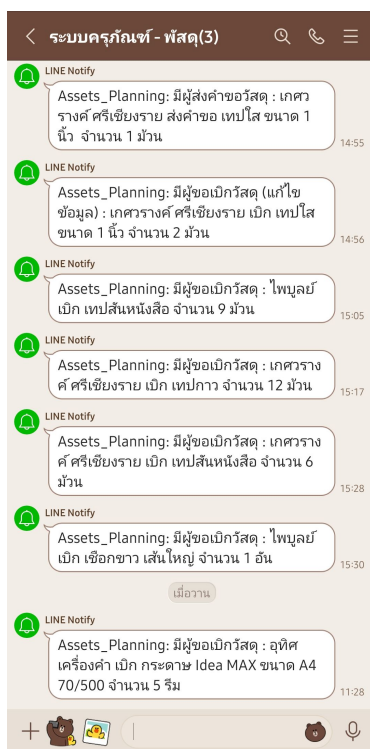 ระบบครุภัณฑ์ - พัสดุ(3)
LINE Notify
Assets_Planning: มีผู้ส่งคำขอวัสดุ : เกศว
รางค์ ศรีเชียงราย ส่งคำขอ เทปใส ขนาด 1
นิ้ว จำนวน 1 ม้วน
14:55
LINE Notify
Assets_Planning: มีผู้ขอเบิกวัสดุ (แก้ไข
ข้อมูล) : เกศวรางค์ ศรีเชียงราย เบิก เทปใส
ขนาด 1 นิ้ว จำนวน 2 ม้วน
14:56
LINE Notify
Assets_Planning: มีผู้ขอเบิกวัสดุ : ไพบูลย์
เบิก เทปสันหนังสือ จำนวน 9 ม้วน
15:05
LINE Notify
Assets_Planning: มีผู้ขอเบิกวัสดุ : เกศวราง
ค์ ศรีเชียงราย เบิก เทปกาว จำนวน 12 ม้วน
15:17
LINE Notify
Assets_Planning: มีผู้ขอเบิกวัสดุ : เกศวราง
ค์ ศรีเชียงราย เบิก เทปสันหนังสือ จำนวน 6
ม้วน
15:28
LINE Notify
Assets_Planning: มีผู้ขอเบิกวัสดุ : ไพบูลย์
เบิก เชือกขาว เส้นใหญ่ จำนวน 1 อัน
15:30
เมื่อวาน
LINE Notify
Assets_Planning: มีผู้ขอเบิกวัสดุ : อุทิศ
เครื่องคำ เบิก กระดาษ Idea MAX ขนาด A4
70/500 จำนวน 5 รีม
11:28